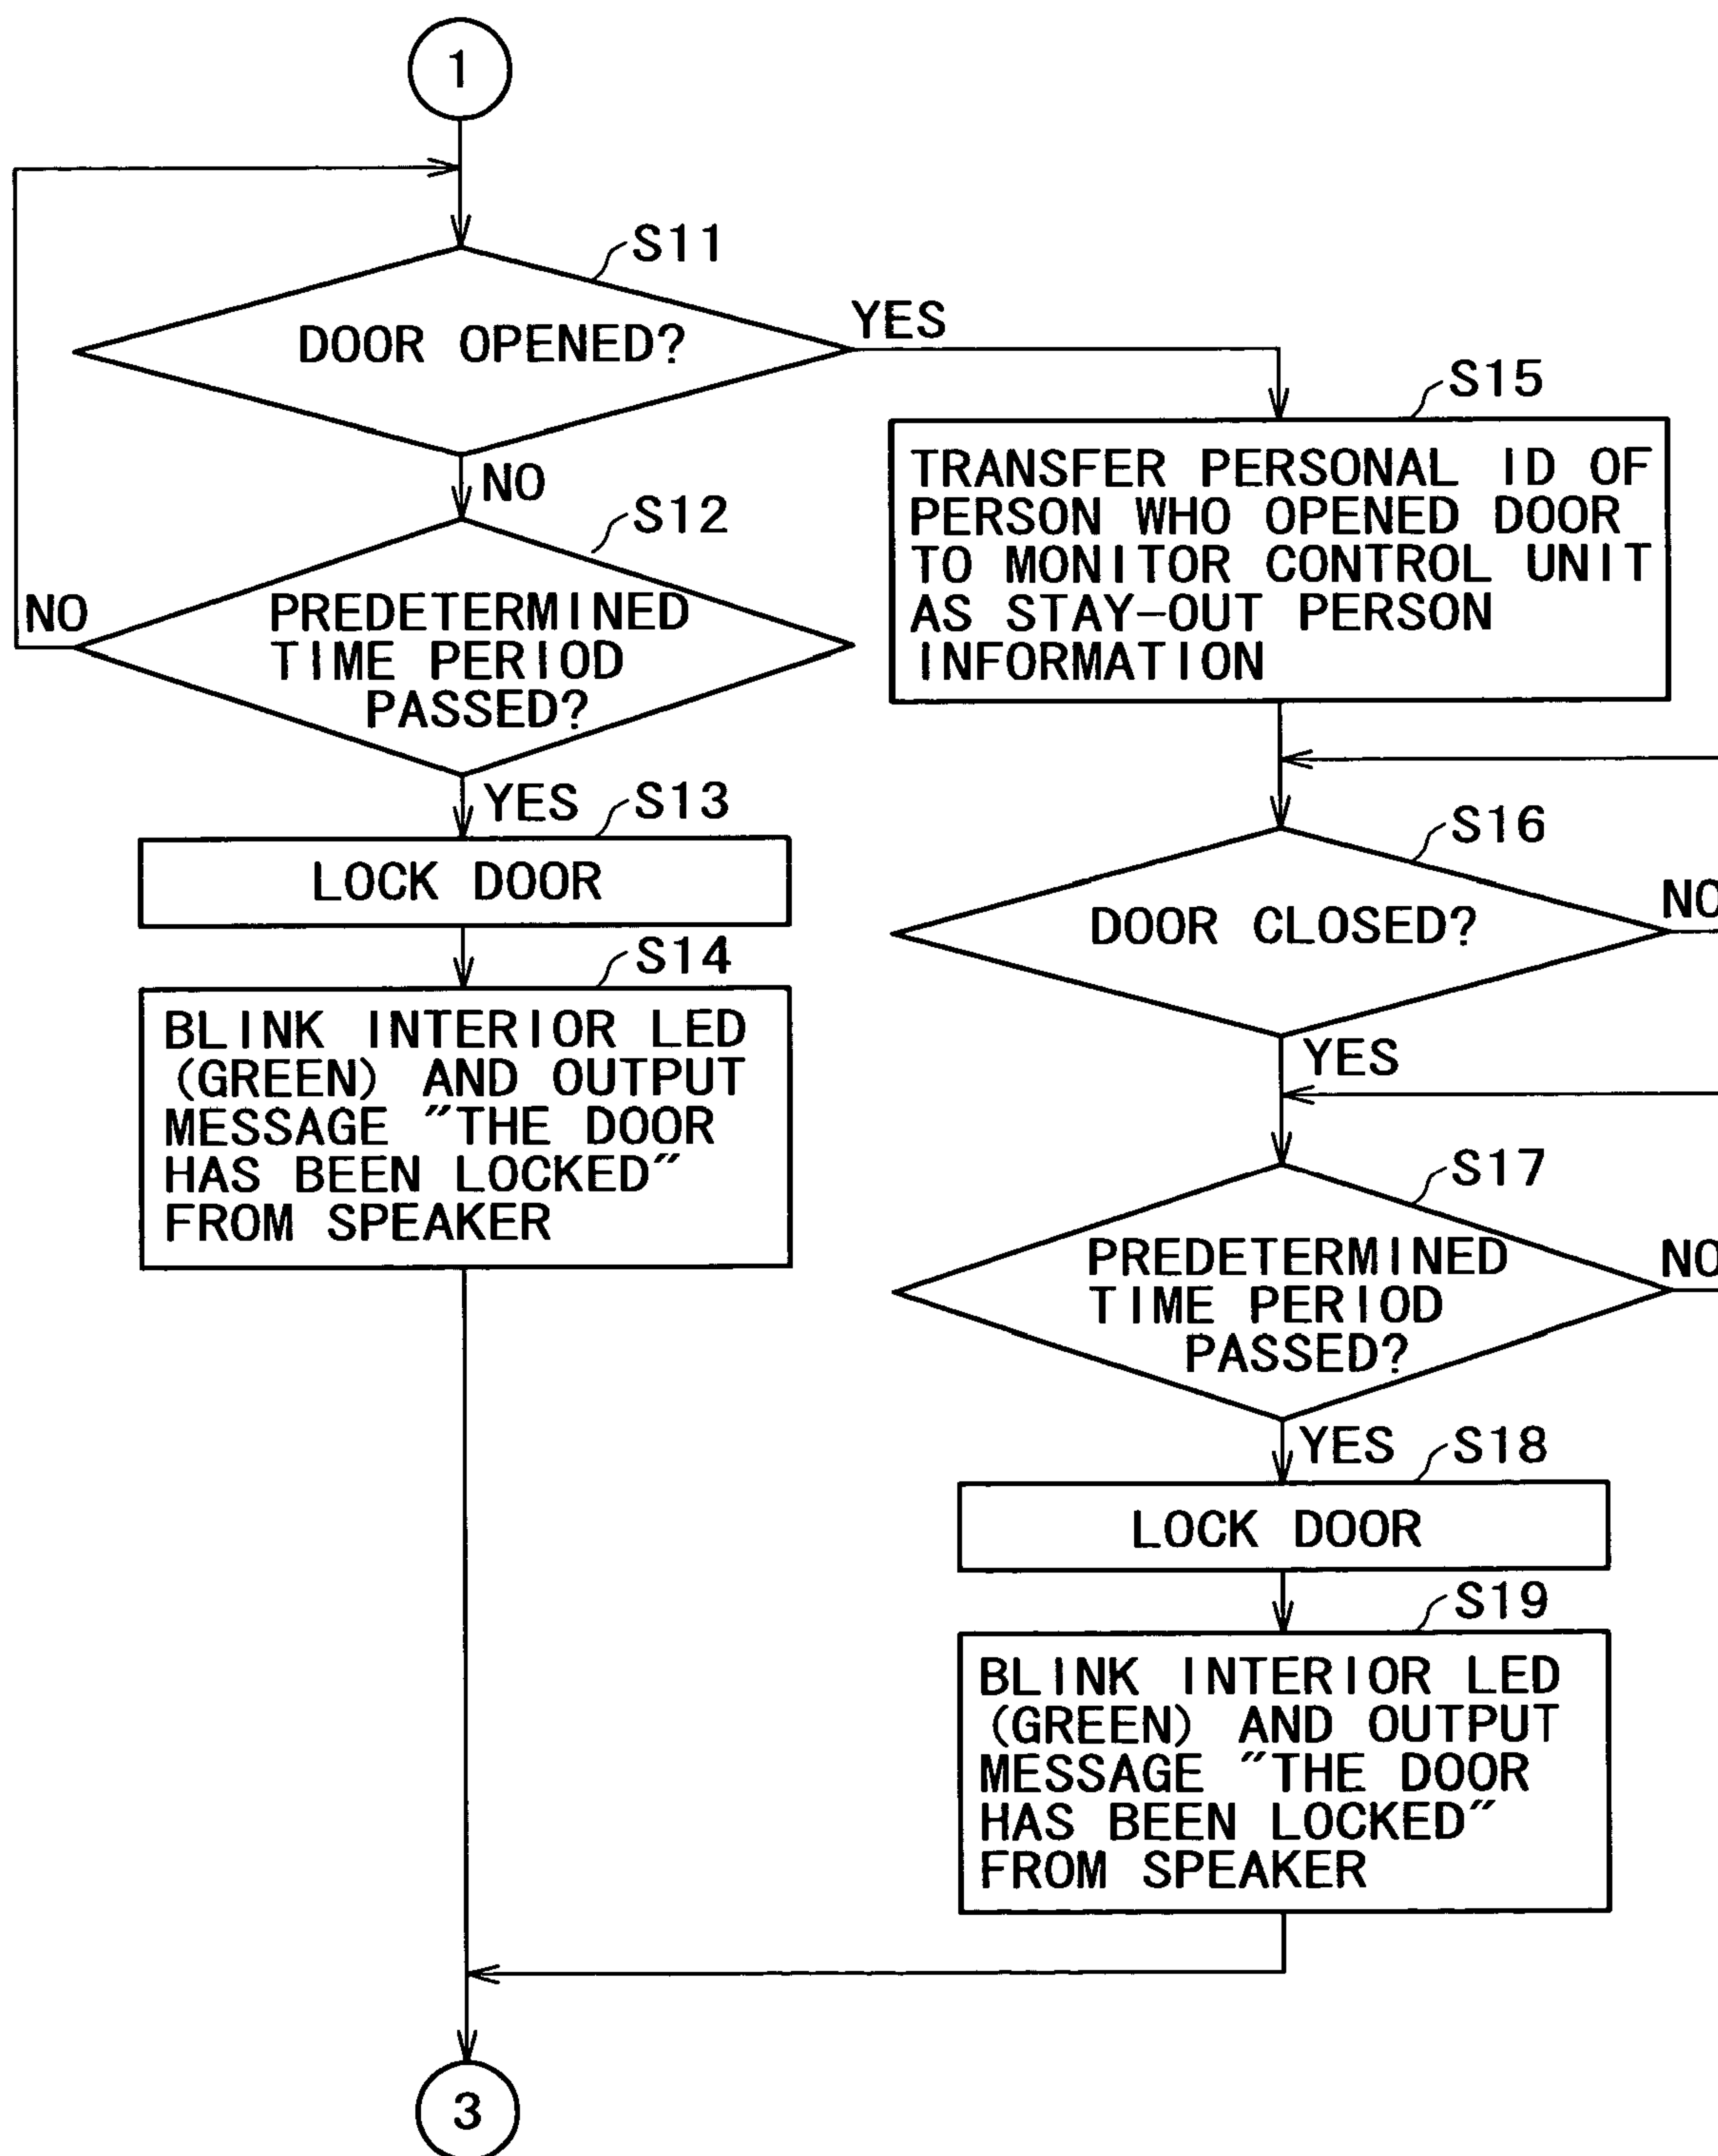 1
S11
DOOR OPENED?
YES
NO
S12
PREDETERMINED
TIME PERIOD
PASSED?
NO
YES
S13
LOCK DOOR
S14
BLINK INTERIOR LED
(GREEN) AND OUTPUT
MESSAGE "THE DOOR
HAS BEEN LOCKED"
FROM SPEAKER
S15
TRANSFER PERSONAL ID OF
PERSON WHO OPENED DOOR
TO MONITOR CONTROL UNIT
AS STAY-OUT PERSON
INFORMATION
S16
DOOR CLOSED?
NO
YES
S17
PREDETERMINED
TIME PERIOD
PASSED?
NO
YES
S18
LOCK DOOR
S19
BLINK INTERIOR LED
(GREEN) AND OUTPUT
MESSAGE "THE DOOR
HAS BEEN LOCKED"
FROM SPEAKER
3